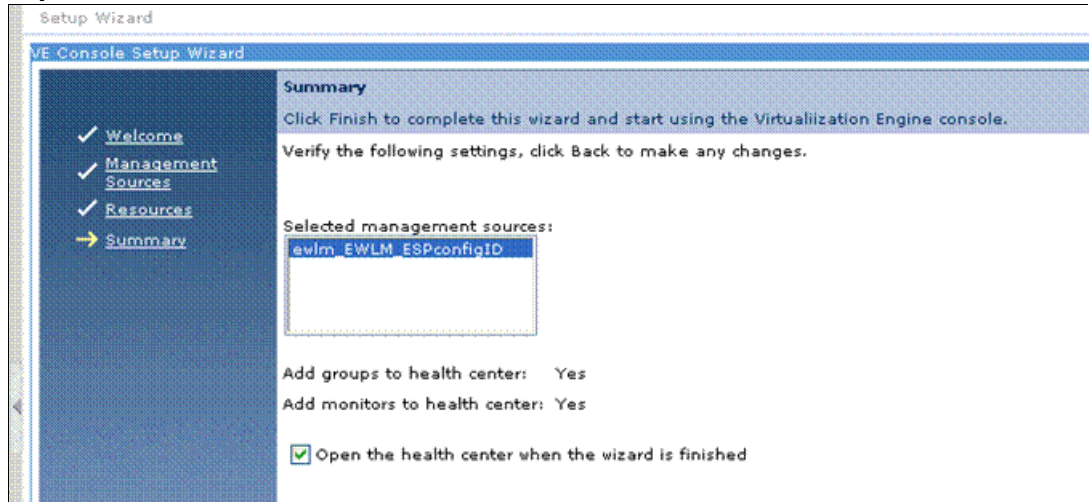 Setup Wizard
VE Console Setup Wizard
Welcome
Management
Sources
Resources
Summary
Summary
Click Finish to complete this wizard and start using the Virtualiization Engine console.
Verify the following settings, click Back to make any changes.
Selected management sources:
ewlm_EWLM_ESPconfigID
Add groups to health center: Yes
Add monitors to health center: Yes
Open the health center when the wizard is finished